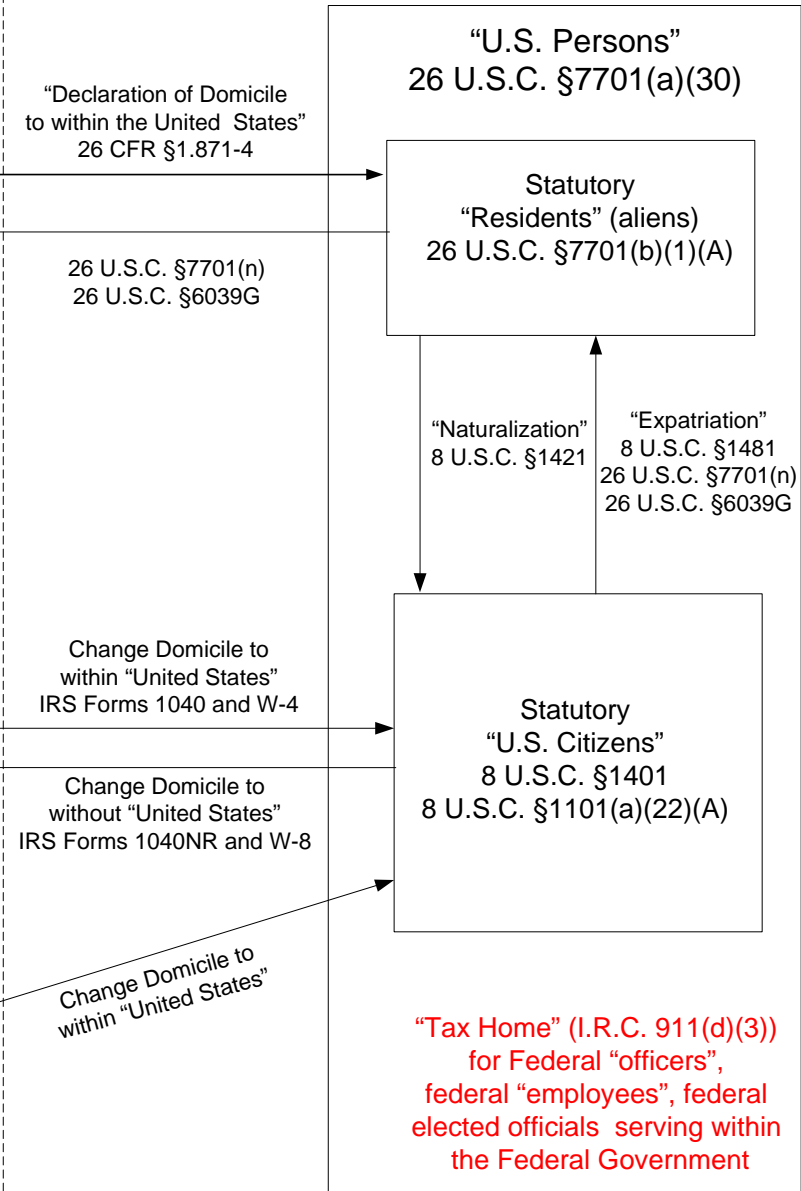 “U.S. Persons”
26 U.S.C. §7701(a)(30)
“Declaration of Domicile
to within the United  States”
26 CFR §1.871-4
Statutory
“Residents” (aliens)
26 U.S.C. §7701(b)(1)(A)
26 U.S.C. §7701(n)
26 U.S.C. §6039G
“Naturalization”
8 U.S.C. §1421
“Expatriation”
8 U.S.C. §1481
26 U.S.C. §7701(n)
26 U.S.C. §6039G
Change Domicile to
within “United States”
IRS Forms 1040 and W-4
Statutory
“U.S. Citizens”
8 U.S.C. §1401
8 U.S.C. §1101(a)(22)(A)
Change Domicile to
without “United States”
IRS Forms 1040NR and W-8
Change Domicile to
within “United States”
“Tax Home” (I.R.C. 911(d)(3))
for Federal “officers”,
federal “employees”, federal
elected officials  serving within
the Federal Government